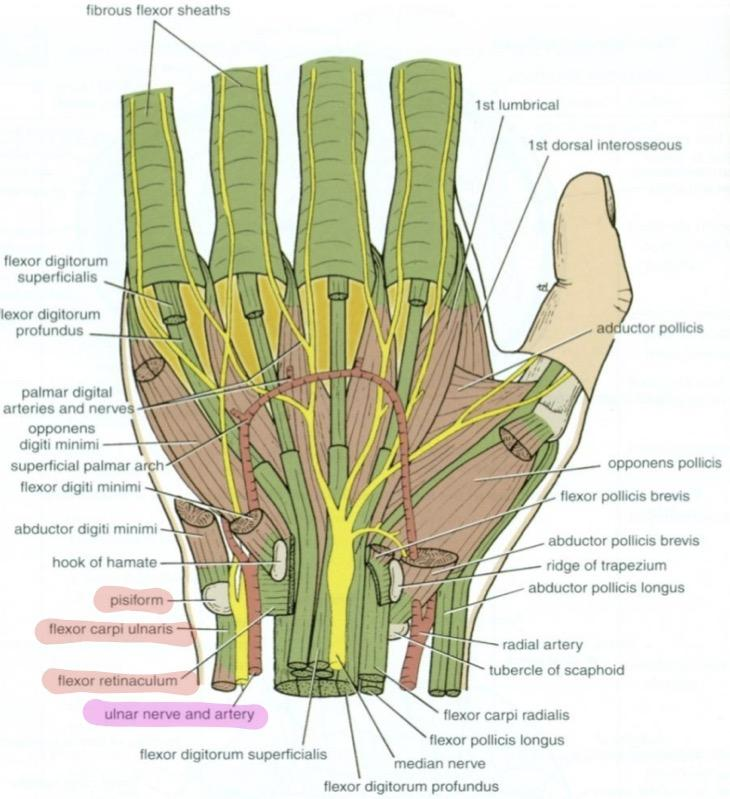 fibrous flexor sheaths
1st lumbrical
1st dorsal interosseous
flexor digitorum
superficialis
flexor digitorum
profundus
adductor pollicis
palmar digital
arteries and nerves
opponens
digiti minimi
superficial palmar arch
flexor digiti minimi
abductor digiti minimi
hook of hamate
pisiform
flexor carpi ulnaris
flexor retinaculum
ulnar nerve and artery
flexor digitorum superficialis
opponens pollicis
flexor pollicis brevis
abductor pollicis brevis
ridge of trapezium
abductor pollicis longus
radial artery
tubercle of scaphoid
flexor carpi radialis
flexor pollicis longus
median nerve
flexor digitorum profundus